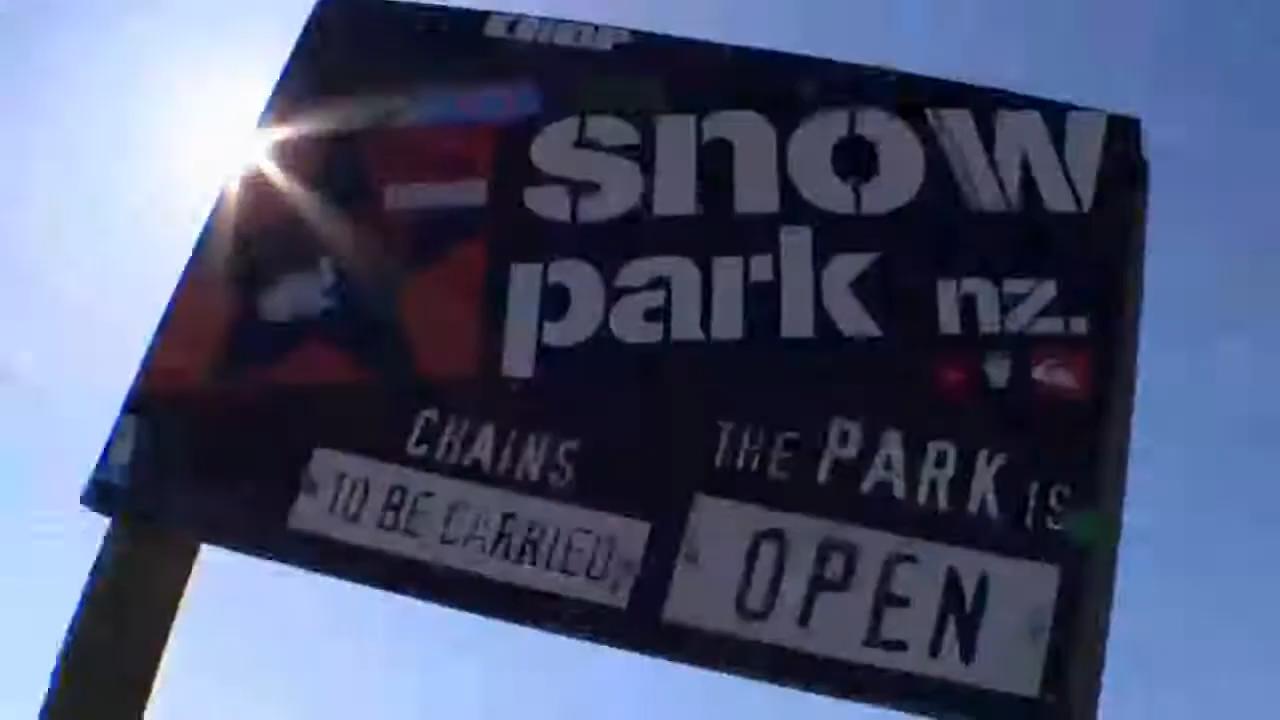 snow
park nz.
CHAINS
TO BE CARRIED
THE PARK IS
OPEN